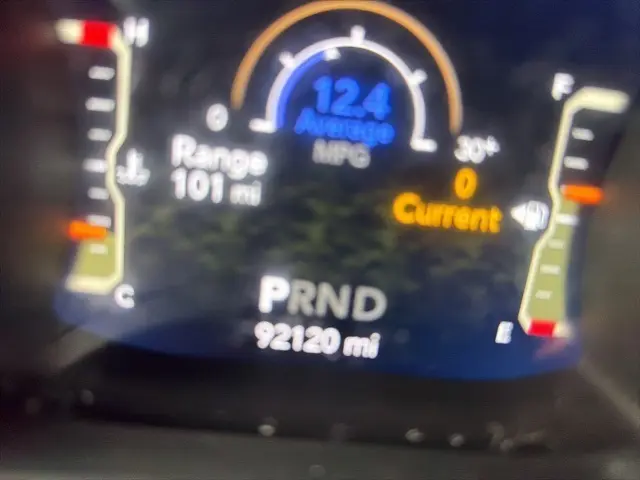 H
F
12.4
Average
MPG
0
30+
Range
101 mi
0
Current
PRND
92120 mi
C
E